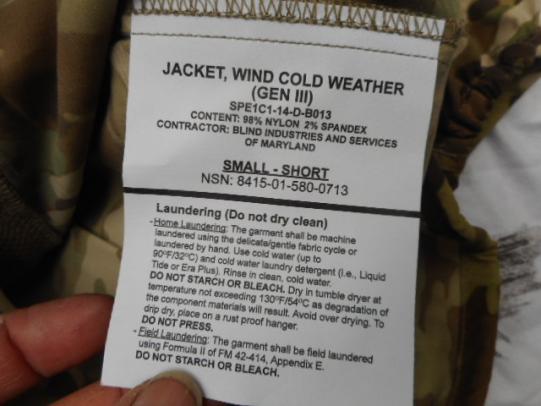 JACKET, WIND COLD WEATHER
(GEN III)
SPE1C1-14-D-B013
CONTENT: 98% NYLON 2% SPANDEX
CONTRACTOR: BLIND INDUSTRIES AND SERVICES
OF MARYLAND
SMALL - SHORT
NSN: 8415-01-580-0713
Laundering (Do not dry clean)
-Home Laundering: The garment shall be machine
laundered using the delicate/gentle fabric cycle or
laundered by hand. Use cold water (up to
90°F/32°C) and cold water laundry detergent (I.e., Liquid
Tide or Era Plus). Rinse in clean, cold water.
DO NOT STARCH OR BLEACH. Dry in tumble dryer at
temperature not exceeding 130°F/54°C as degradation of
the component materials will result. Avoid over drying. To
drip dry, place on a rust proof hanger.
DO NOT PRESS.
- Field Laundering: The garment shall be field laundered
using Formula II of FM 42-414, Appendix E.
DO NOT STARCH OR BLEACH.